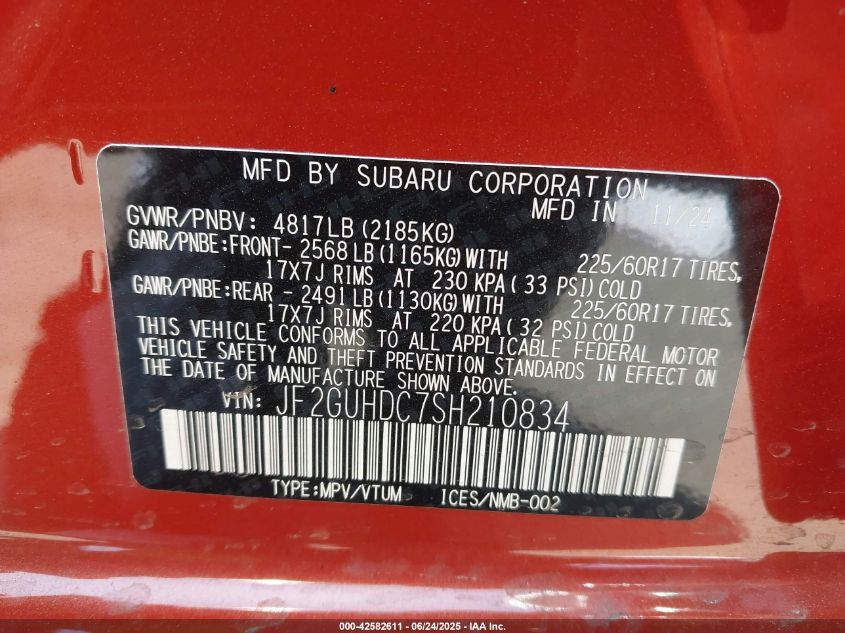 MFD BY SUBARU CORPORATION
MFD IN 11/24
GVWR/PNBV: 4817LB (2185KG)
GAWR/PNBE:FRONT- 2568 LB (1165KG) WITH 225/60R17 TIRES,
17X7J RIMS AT 230 KPA ( 33 PSI) COLD
GAWR/PNBE:REAR - 2491 LB (1130KG) WITH 225/60R17 TIRES,
17X7J RIMS AT 220 KPA ( 32 PSI) COLD
THIS VEHICLE CONFORMS TO ALL APPLICABLE FEDERAL MOTOR
VEHICLE SAFETY AND THEFT PREVENTION STANDARDS IN EFFECT ON
THE DATE OF MANUFACTURE SHOWN ABOVE.
VIN: JF2GUHDC7SH210834
TYPE:MPV/VTUM ICES/NMB-002
000-42582611 - 06/24/2025 - IAA Inc.